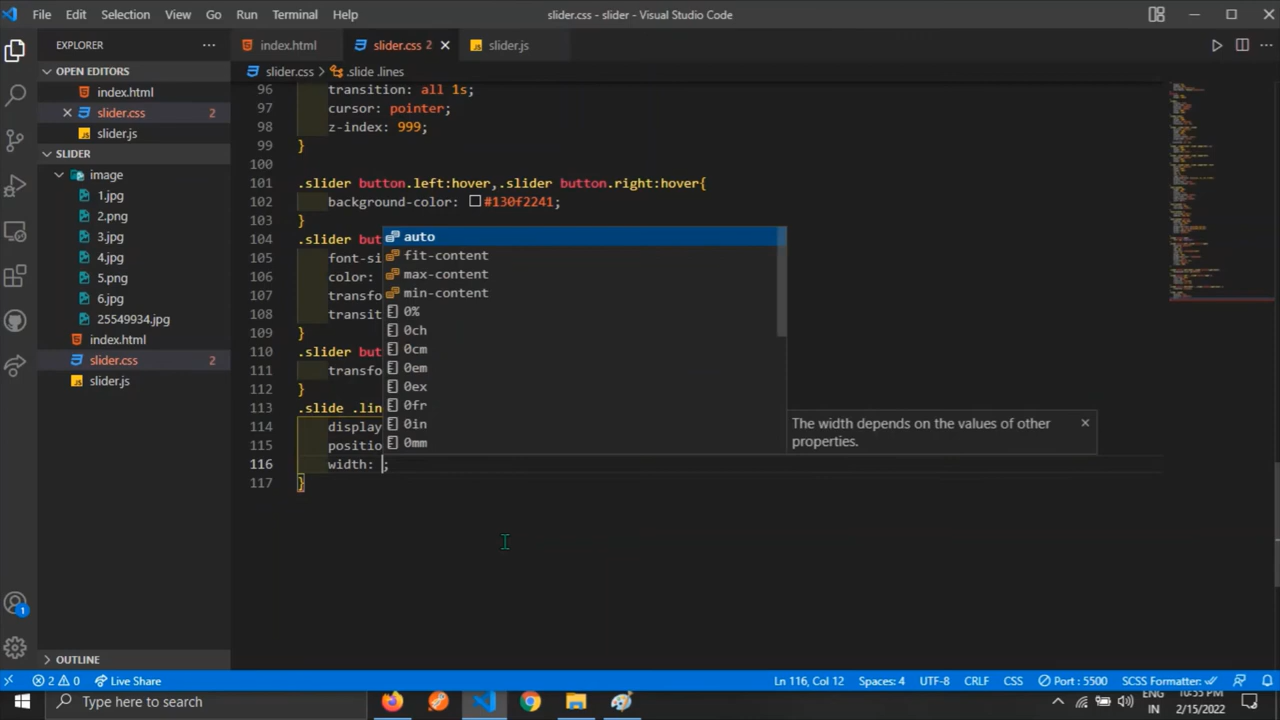 File Edit Selection View Go Run Terminal Help
slider.css - slider - Visual Studio Code
EXPLORER
OPEN EDITORS
index.html
slider.css 2
slider.js
SLIDER
image
1.jpg
2.png
3.jpg
4.jpg
5.png
6.jpg
25549934.jpg
index.html
slider.css 2
slider.js
OUTLINE
index.html
slider.css 2
slider.js
slider.css > .slide .lines
96 transition: all 1s;
97 cursor: pointer;
98 z-index: 999;
99 }
100
101 .slider button.left:hover,.slider button.right:hover{
102 background-color: #130f2241;
103 }
104 .slider but
105 font-si
106 color:
107 transfo
108 transit
109 }
110 .slider but
111 transfo
112 }
113 .slide .lin
114 display
115 positio
116 width: ;
117 }
auto
fit-content
max-content
min-content
0%
0ch
0cm
0em
0ex
0fr
0in
0mm
The width depends on the values of other
properties.
1
2 0 Live Share
Ln 116, Col 12 Spaces: 4 UTF-8 CRLF CSS Port : 5500 SCSS Formatter:
Type here to search
ENG
IN
10:35 PM
2/15/2022